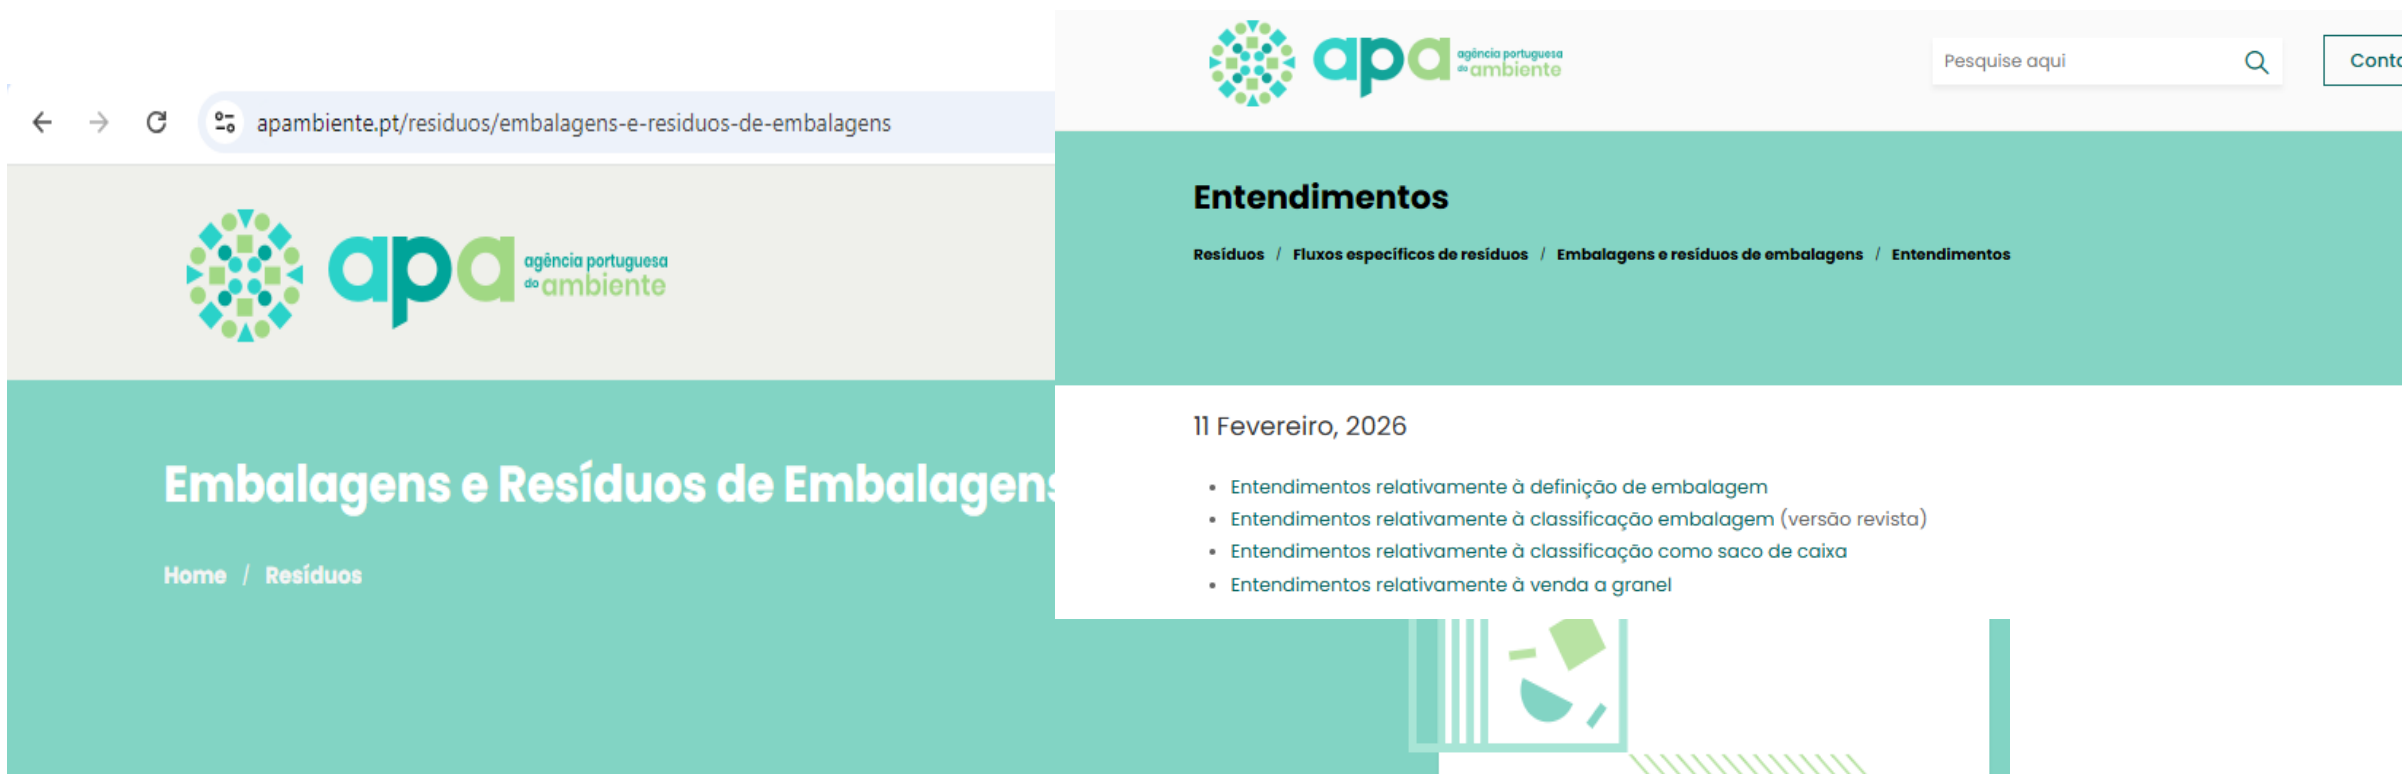 apambiente.pt/residuos/embalagens-e-residuos-de-embalagens
apa agência portuguesa
do ambiente
Embalagens e Resíduos de Embalagens
Home / Resíduos
apa agência portuguesa
do ambiente
Pesquise aqui
Entendimentos
Resíduos / Fluxos específicos de resíduos / Embalagens e resíduos de embalagens / Entendimentos
11 Fevereiro, 2026
• Entendimentos relativamente à definição de embalagem
• Entendimentos relativamente à classificação embalagem (versão revista)
• Entendimentos relativamente à classificação como saco de caixa
• Entendimentos relativamente à venda a granel